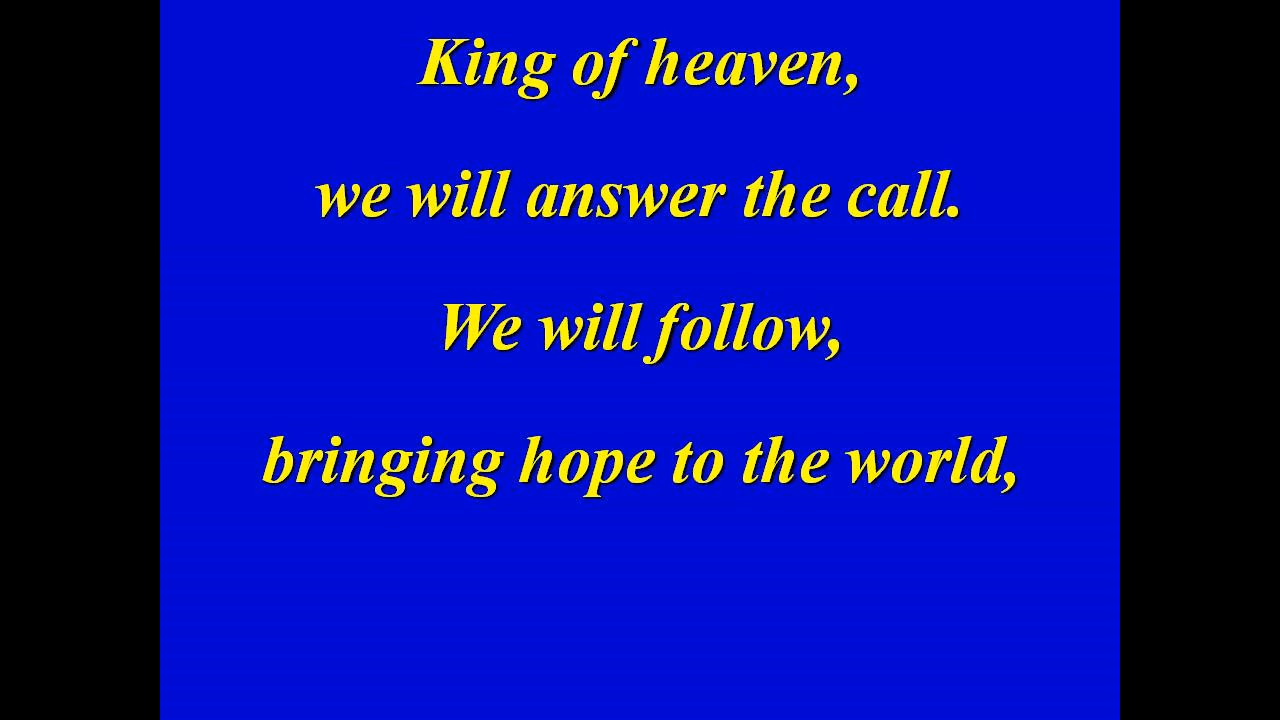 King of heaven,
we will answer the call.
We will follow,
bringing hope to the world,